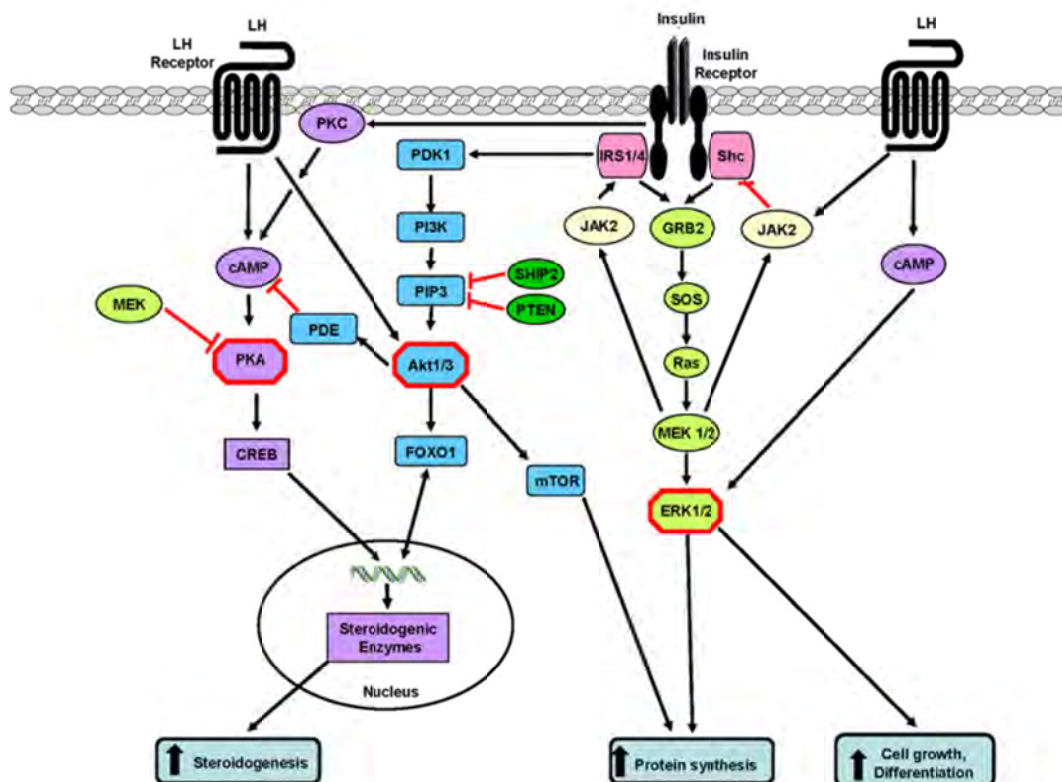 LH
LH
Receptor
Insulin
Insulin
Receptor
LH
PKC
PDK1
IRS1/4
Shc
JAK2
GRB2
JAK2
PI3K
cAMP
cAMP
SHIP2
PIP3
PTEN
SOS
MEK
PDE
PKA
Akt1/3
Ras
MEK 1/2
CREB
FOXO1
mTOR
ERK1/2
Steroidogenic
Enzymes
Nucleus
Steroidogenesis
Protein synthesis
Cell growth,
Differentiation